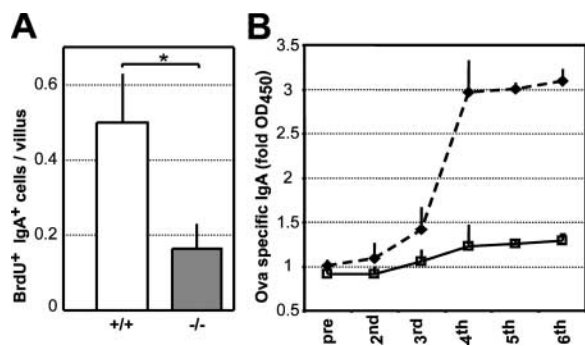 A
BrdU+ IgA+ cells / villus
0.6
0.4
0.2
0
*
+/+
-/-
B
Ova specific IgA (fold OD450)
3.5
3
2.5
2
1.5
1
0.5
pre
2nd
3rd
4th
5th
6th